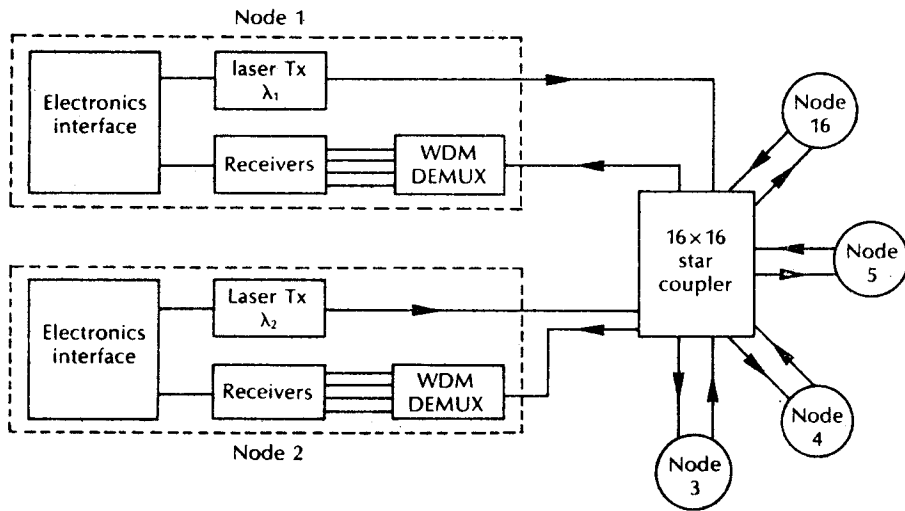 Node 1
Electronics
interface
laser Tx
λ1
Receivers
WDM
DEMUX
Node
16
16×16
star
coupler
Node
5
Electronics
interface
Laser Tx
λ2
Receivers
WDM
DEMUX
Node
4
Node 2
Node
3